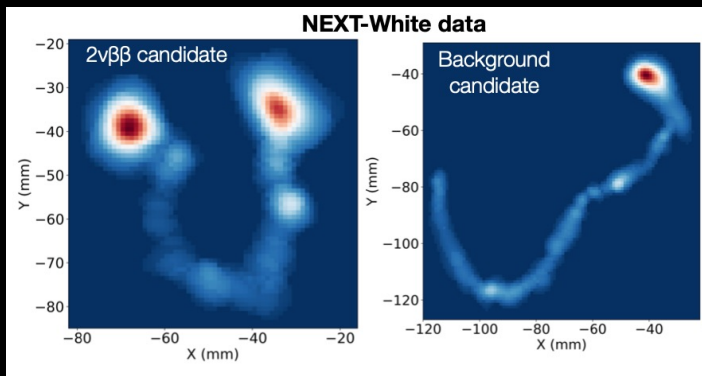 NEXT-White data
2νββ candidate
−20
−30
−40
−50
−60
−70
−80
Y (mm)
−80
−60
−40
−20
X (mm)
Background
candidate
−40
−60
−80
−100
−120
Y (mm)
−120
−100
−80
−60
−40
X (mm)